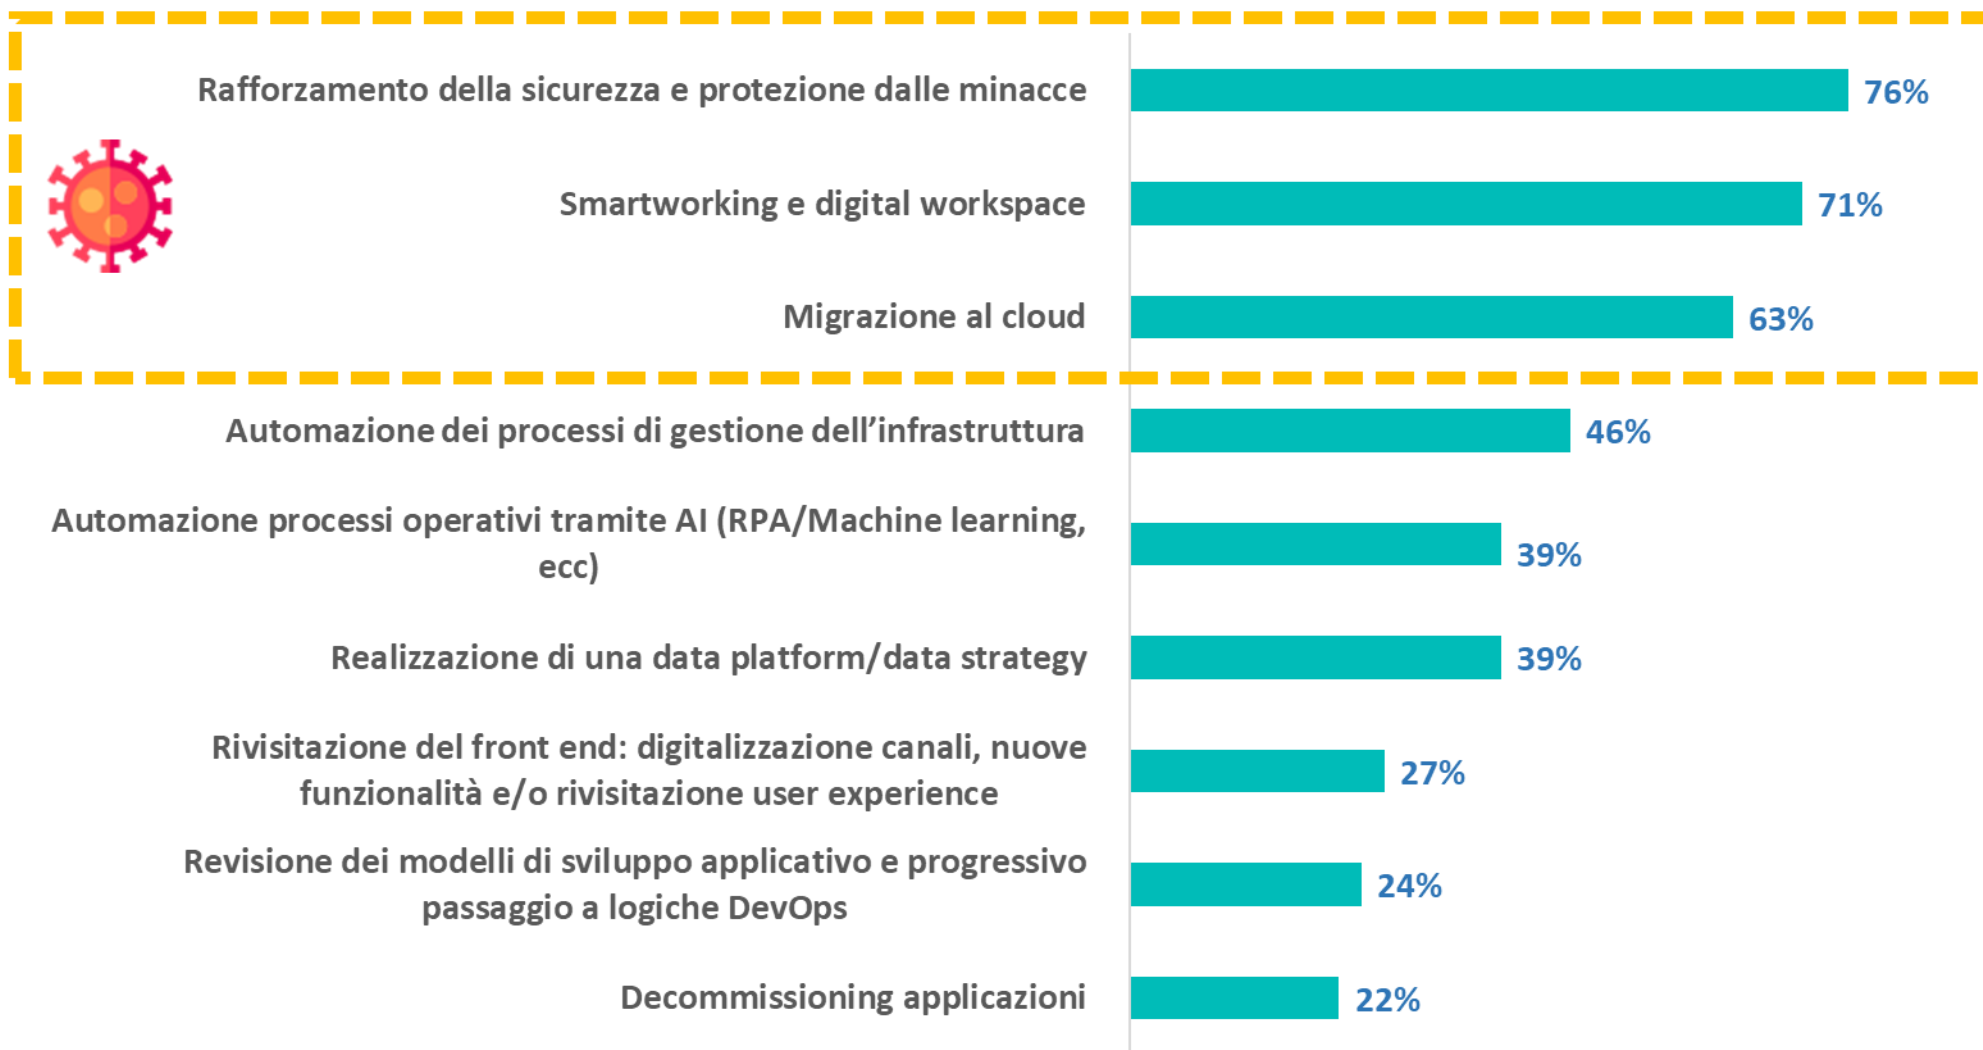 Rafforzamento della sicurezza e protezione dalle minacce 76%
Smartworking e digital workspace 71%
Migrazione al cloud 63%
Automazione dei processi di gestione dell’infrastruttura 46%
Automazione processi operativi tramite AI (RPA/Machine learning,
ecc) 39%
Realizzazione di una data platform/data strategy 39%
Rivisitazione del front end: digitalizzazione canali, nuove
funzionalità e/o rivisitazione user experience 27%
Revisione dei modelli di sviluppo applicativo e progressivo
passaggio a logiche DevOps 24%
Decommissioning applicazioni 22%